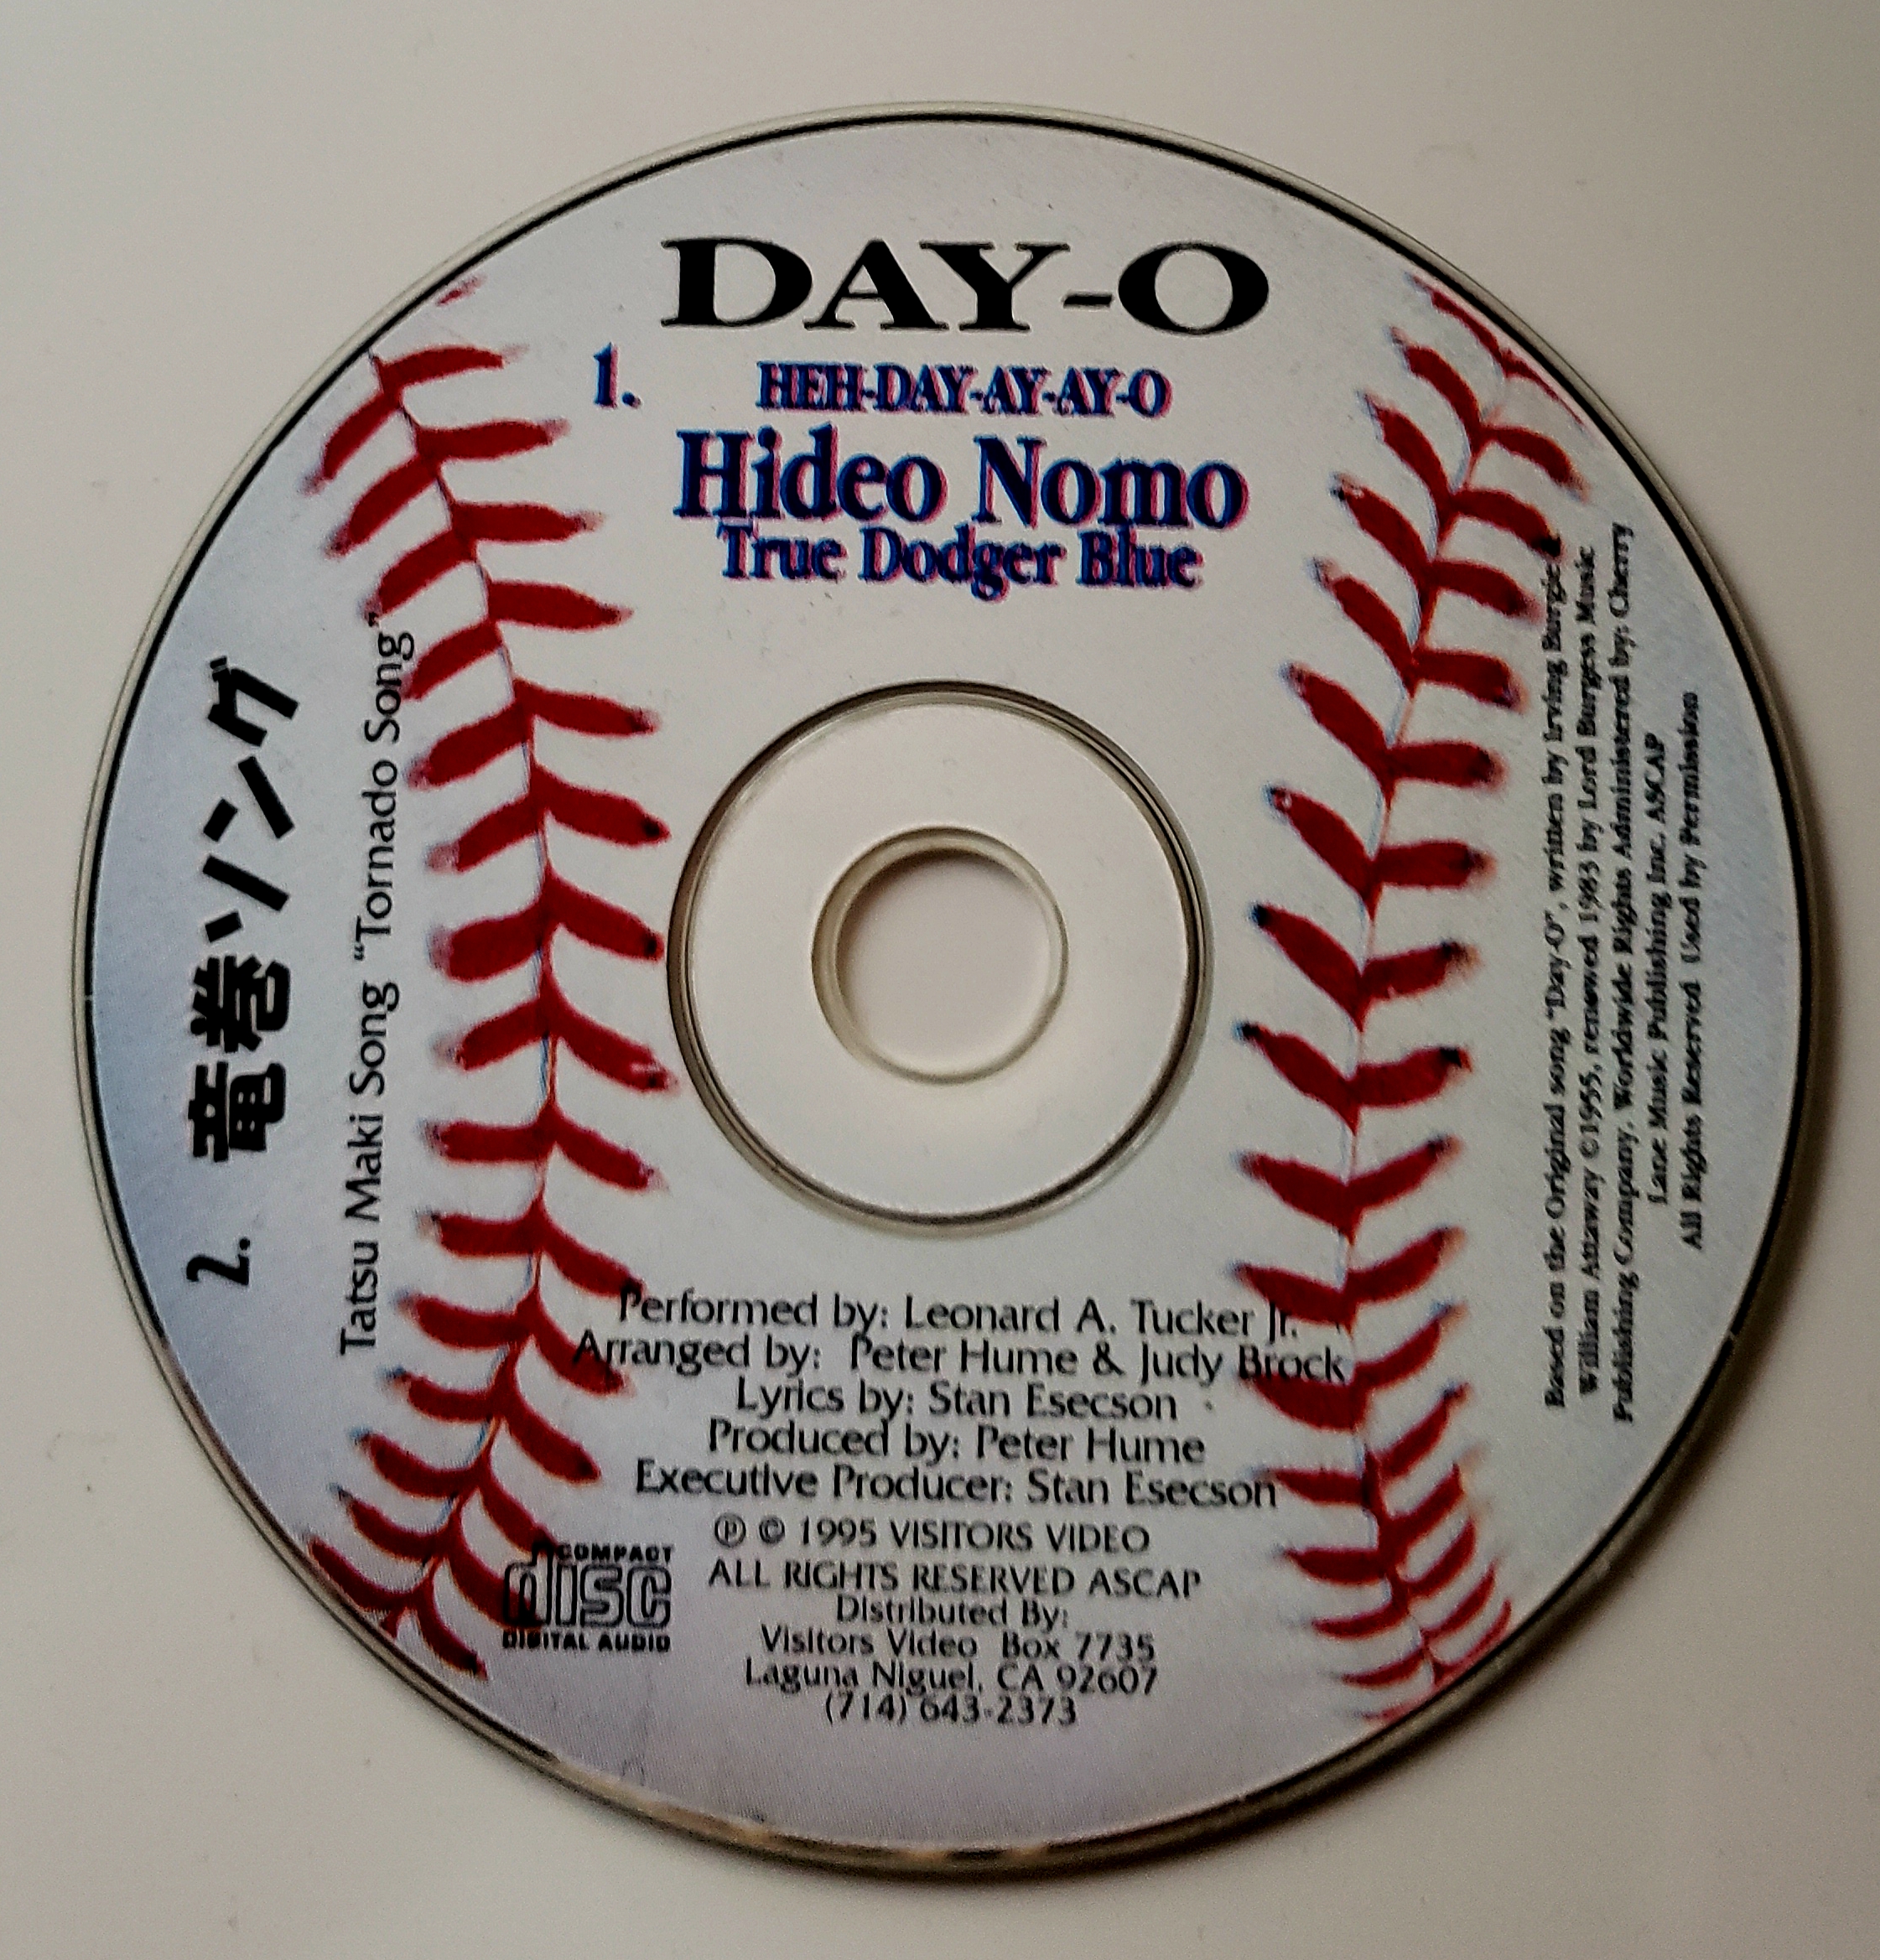 DAY-O
1. HEH-DAY-AY-AY-O
Hideo Nomo
True Dodger Blue
2. 竜巻ソング
Tatsu Maki Song "Tornado Song"
Performed by: Leonard A. Tucker Jr.
Arranged by: Peter Hume & Judy Brock
Lyrics by: Stan Esecson
Produced by: Peter Hume
Executive Producer: Stan Esecson
℗ © 1995 VISITORS VIDEO
ALL RIGHTS RESERVED ASCAP
Distributed By:
Visitors Video Box 7735
Laguna Niguel, CA 92607
(714) 643-2373
COMPACT
disc
DIGITAL AUDIO
Based on the Original song "Day-O", written by Irving Burgie &
William Attaway ©1955, renewed 1983 by Lord Burgess Music
Publishing Company. Worldwide Rights Administered by: Cherry
Lane Music Publishing Inc. ASCAP
All Rights Reserved Used by Permission